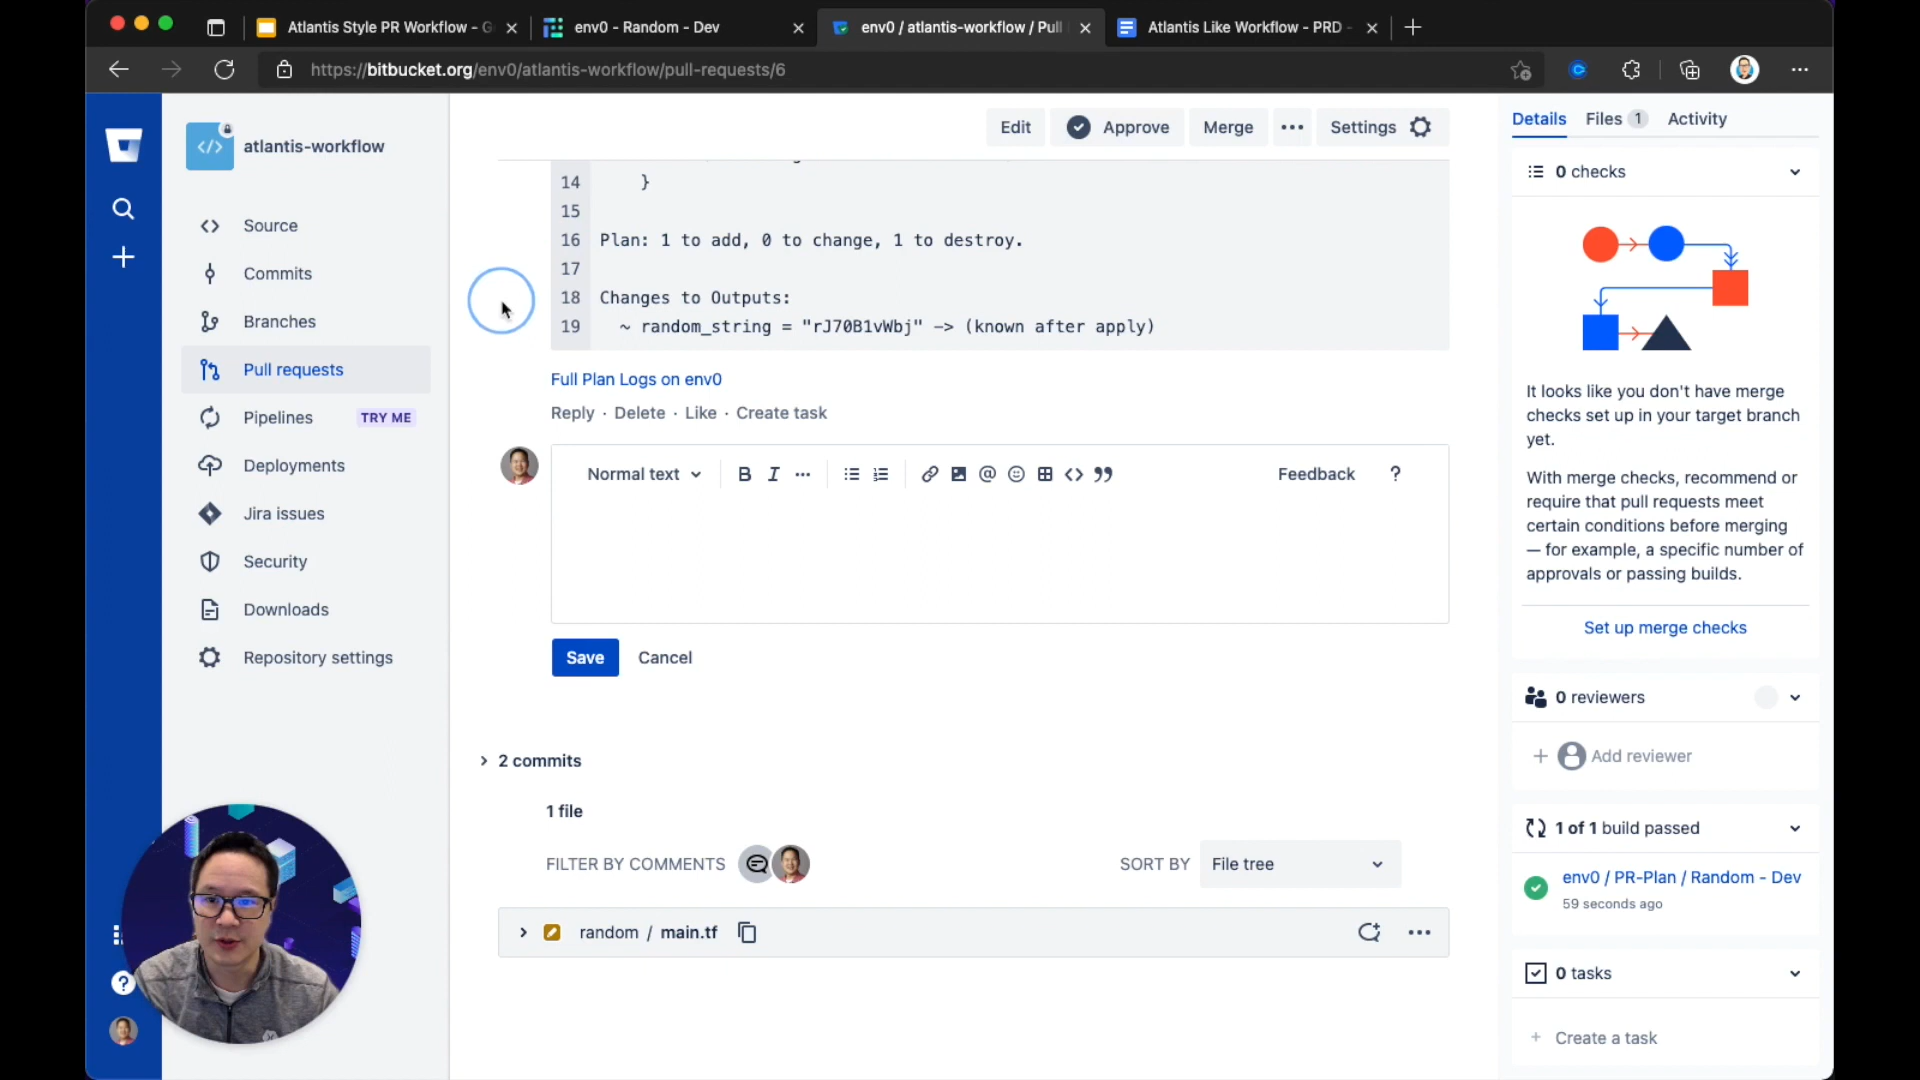 Atlantis Style PR Workflow - G
env0 - Random - Dev
env0 / atlantis-workflow / Pull
Atlantis Like Workflow - PRD -
https://bitbucket.org/env0/atlantis-workflow/pull-requests/6
atlantis-workflow
Source
Commits
Branches
Pull requests
Pipelines TRY ME
Deployments
Jira issues
Security
Downloads
Repository settings
Edit Approve Merge Settings
14 }
15
16 Plan: 1 to add, 0 to change, 1 to destroy.
17
18 Changes to Outputs:
19 ~ random_string = "rJ70B1vWbj" -> (known after apply)
Full Plan Logs on env0
Reply · Delete · Like · Create task
Normal text B I Feedback ?
Save Cancel
2 commits
1 file
FILTER BY COMMENTS SORT BY File tree
random / main.tf
Details Files 1 Activity
0 checks
It looks like you don't have merge
checks set up in your target branch
yet.
With merge checks, recommend or
require that pull requests meet
certain conditions before merging
— for example, a specific number of
approvals or passing builds.
Set up merge checks
0 reviewers
Add reviewer
1 of 1 build passed
env0 / PR-Plan / Random - Dev
59 seconds ago
0 tasks
+ Create a task